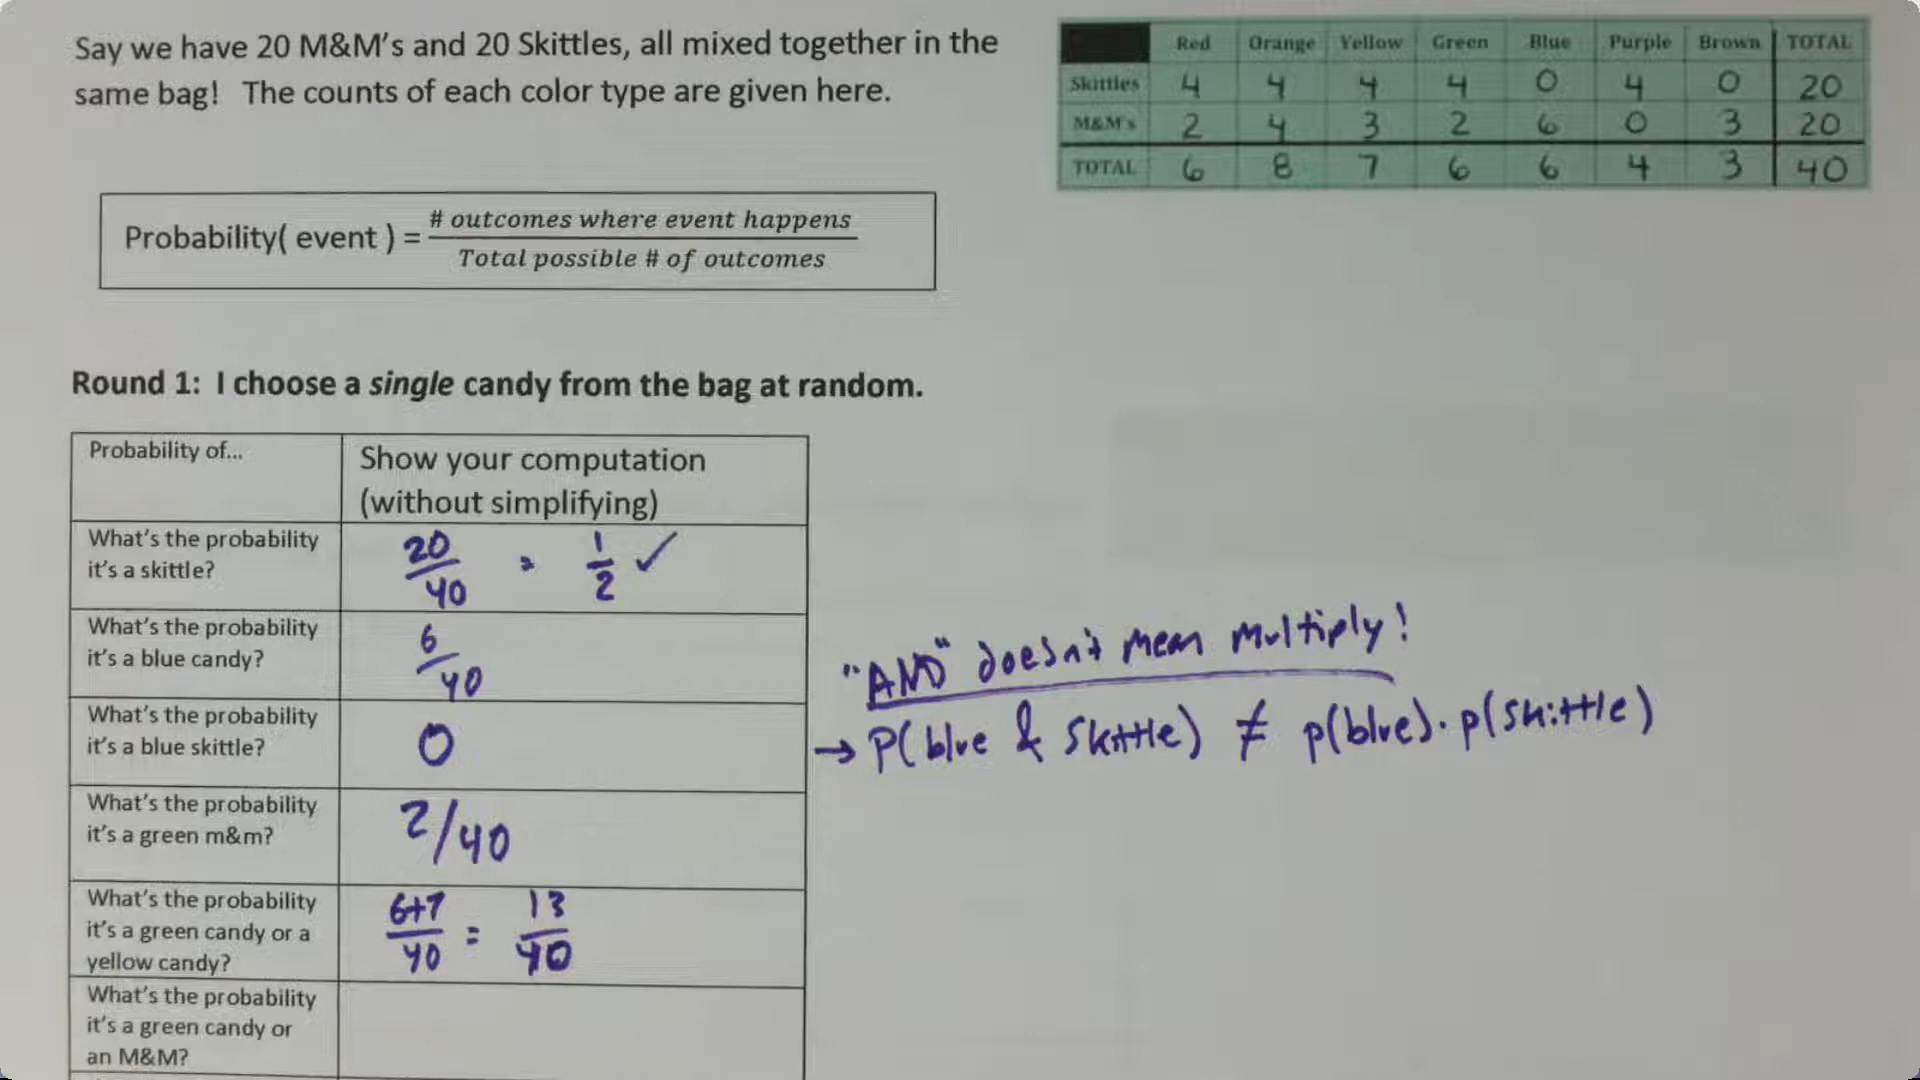 Say we have 20 M&M's and 20 Skittles, all mixed together in the
same bag! The counts of each color type are given here.
Red Orange Yellow Green Blue Purple Brown TOTAL
Skittles 4 4 4 4 0 4 0 20
M&M's 2 4 3 2 6 0 3 20
TOTAL 6 8 7 6 6 4 3 40
Probability( event ) = # outcomes where event happens / Total possible # of outcomes
Round 1: I choose a single candy from the bag at random.
Probability of...
Show your computation
(without simplifying)
What's the probability
it's a skittle?
20/40 = 1/2 ✓
What's the probability
it's a blue candy?
6/40
What's the probability
it's a blue skittle?
0
"AND" doesn't mean multiply!
→ P(blue & skittle) ≠ p(blue) · p(skittle)
What's the probability
it's a green m&m?
2/40
What's the probability
it's a green candy or a
yellow candy?
6+7/40 = 13/40
What's the probability
it's a green candy or
an M&M?